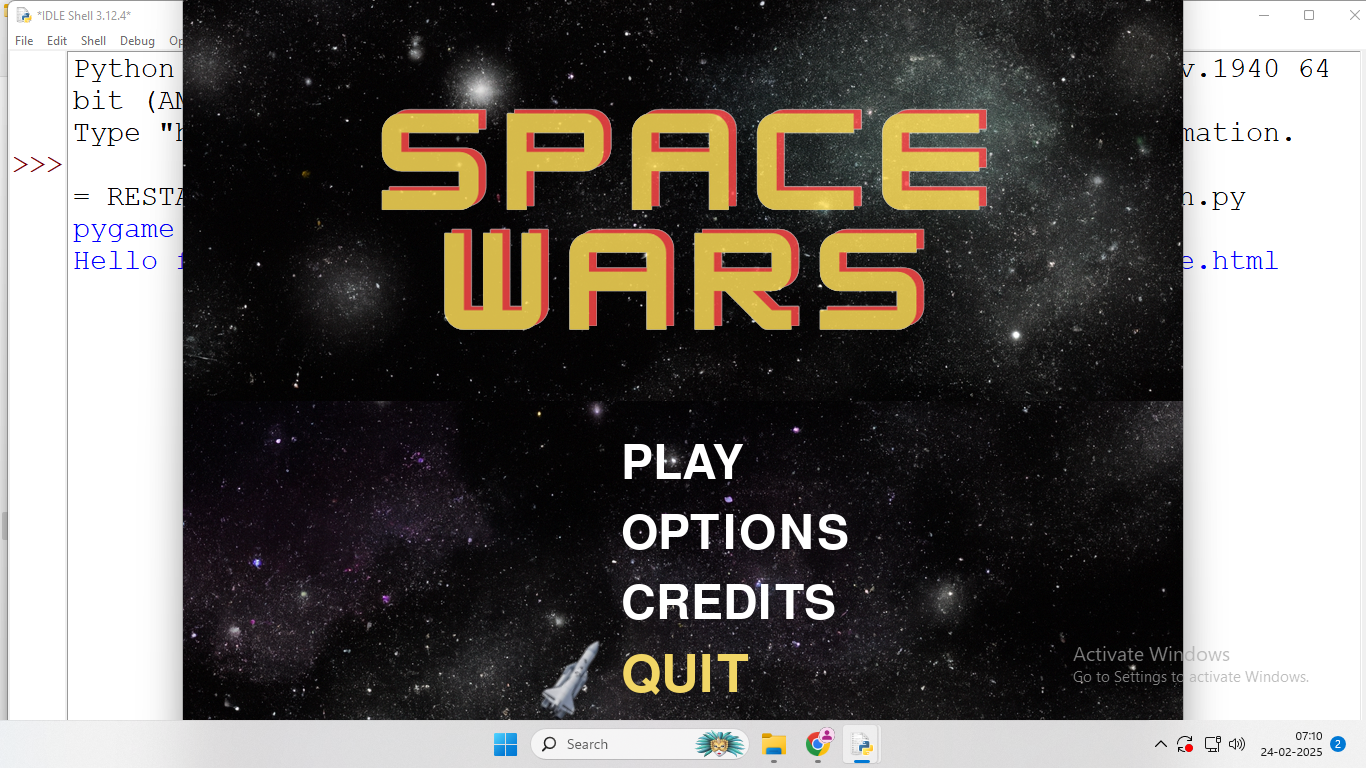 *IDLE Shell 3.12.4*
File Edit Shell Debug
Python v.1940 64
bit
Type mation.
>>>
= n.py
pygame
Hello e.html
SPACE
WARS
PLAY
OPTIONS
CREDITS
QUIT
Activate Windows
Go to Settings to activate Windows.
Search
07:10
24-02-2025
2